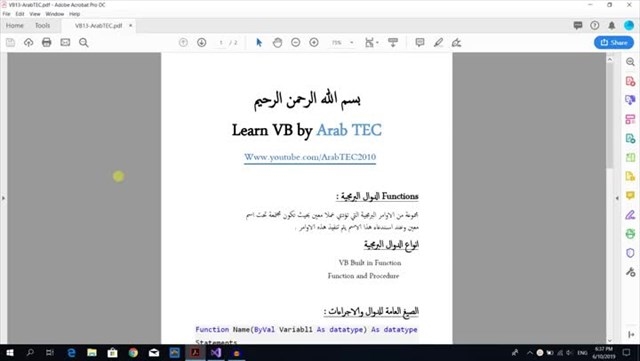 VB13-ArabTEC.pdf - Adobe Acrobat Pro DC
File Edit View Window Help
Home Tools VB13-ArabTEC.pdf ×
1 / 2 75% Share
بسم الله الرحمن الرحيم
Learn VB by Arab TEC
Www.youtube.com/ArabTEC2010
الدوال البرمجية Functions :
مجموعة من الاوامر البرمجية التي تؤدي عملا معين بحيث تكون مجتمعة تحت اسم
معين وعند استدعاء هذا الاسم يتم تنفيذ هذه الاوامر .
انواع الدوال البرمجية
VB Built in Function
Function and Procedure
الصيغ العامة للدوال والاجراءات :
Function Name(ByVal Variabl1 As datatype) As datatype
Statements
6:37 PM
6/10/2019